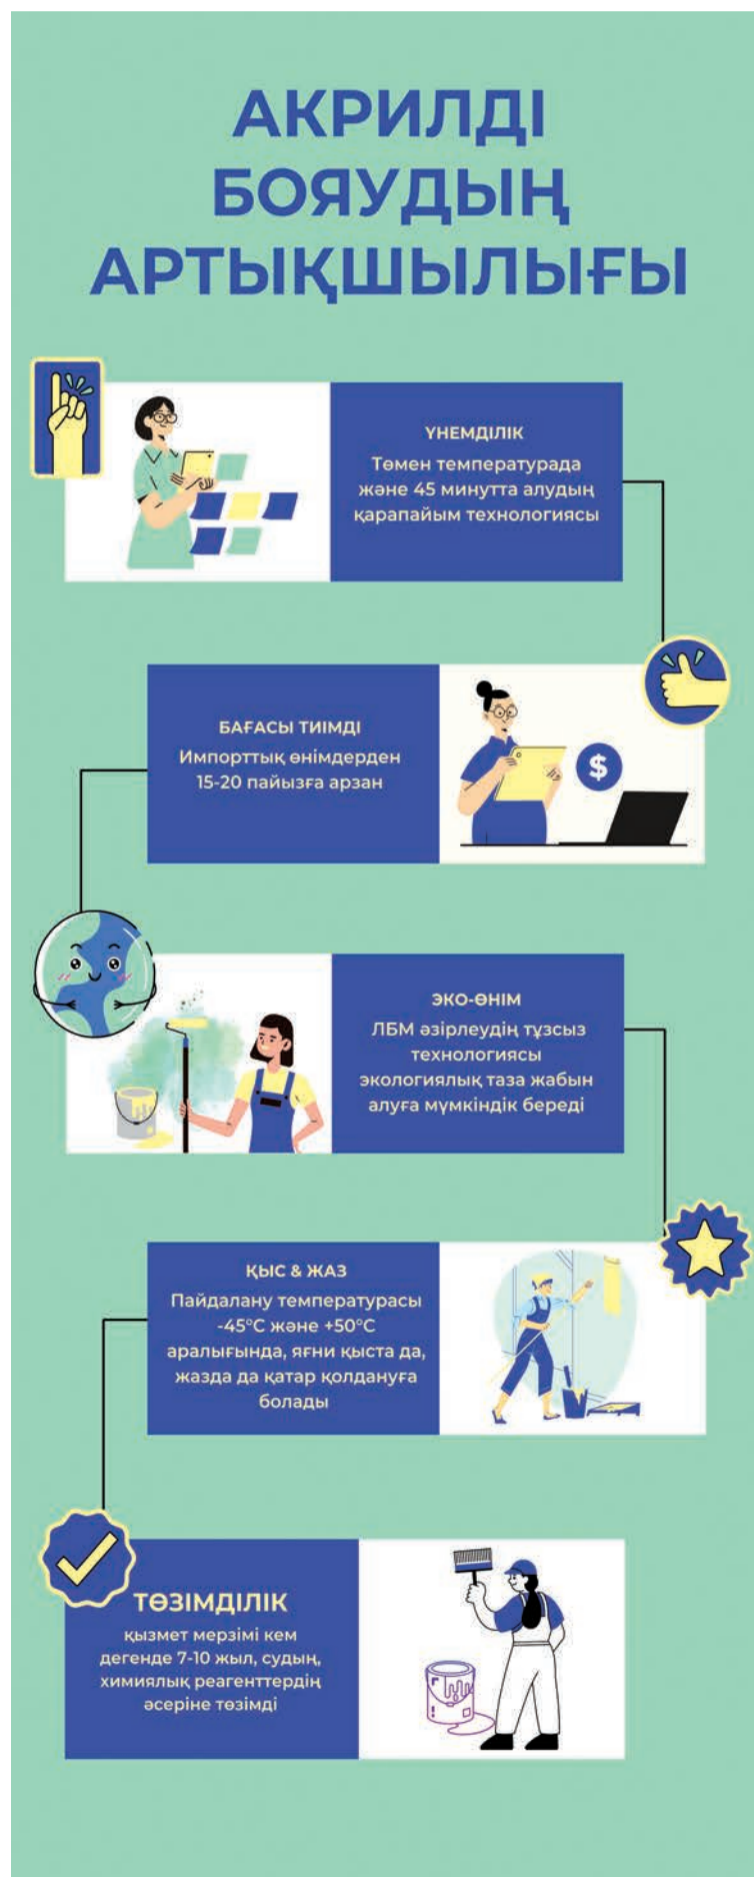 АКРИЛДІ
БОЯУДЫҢ
АРТЫҚШЫЛЫҒЫ
ҮНЕМДІЛІК
Төмен температурада
және 45 минутта алудың
қарапайым технологиясы
БАҒАСЫ ТИІМДІ
Импорттық өнімдерден
15-20 пайызға арзан
$
ЭКО-ӨНІМ
ЛБМ әзірлеудің тұзсыз
технологиясы
экологиялық таза жабын
алуға мүмкіндік береді
ҚЫС & ЖАЗ
Пайдалану температурасы
-45°C және +50°C
аралығында, яғни қыста да,
жазда да қатар қолдануға
болады
ТӨЗІМДІЛІК
қызмет мерзімі кем
дегенде 7-10 жыл, судың,
химиялық реагенттердің
әсеріне төзімді